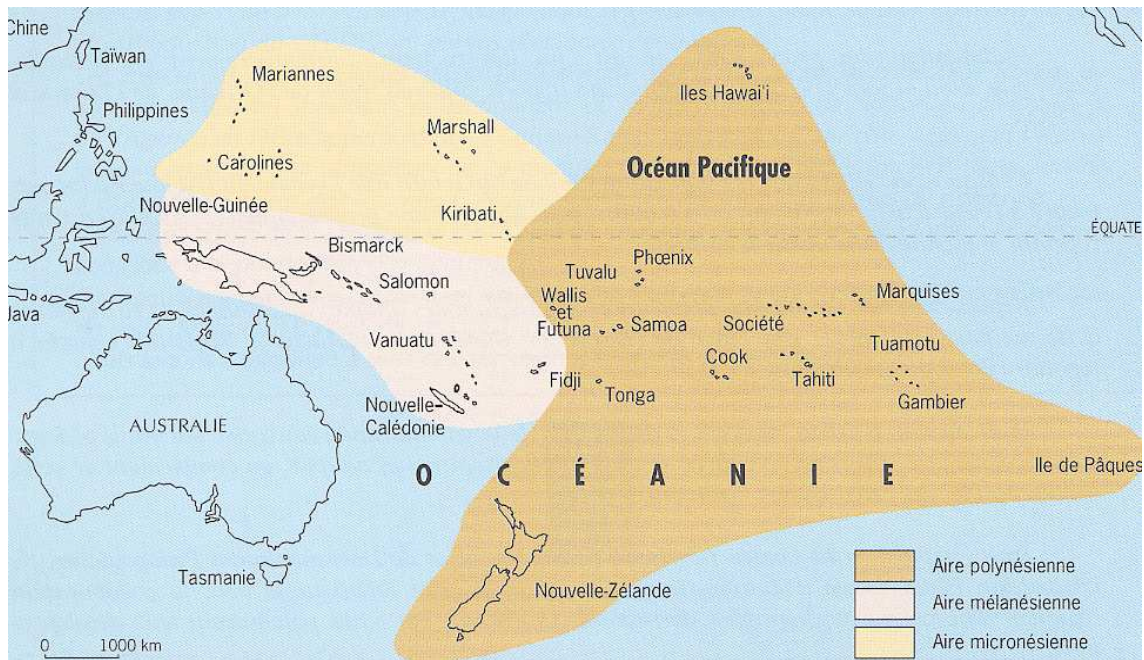 Chine
Taïwan
Philippines
Mariannes
Carolines
Marshall
Iles Hawai'i
Océan Pacifique
Nouvelle-Guinée
Kiribati
ÉQUATE
Bismarck
Salomon
Phœnix
Tuvalu
Wallis
et
Futuna
Samoa
Société
Marquises
Java
Vanuatu
Cook
Tahiti
Tuamotu
Fidji
Tonga
Gambier
Nouvelle-
Calédonie
AUSTRALIE
OCÉANIE
Ile de Pâques
Tasmanie
Nouvelle-Zélande
Aire polynésienne
Aire mélanésienne
Aire micronésienne
0 1000 km